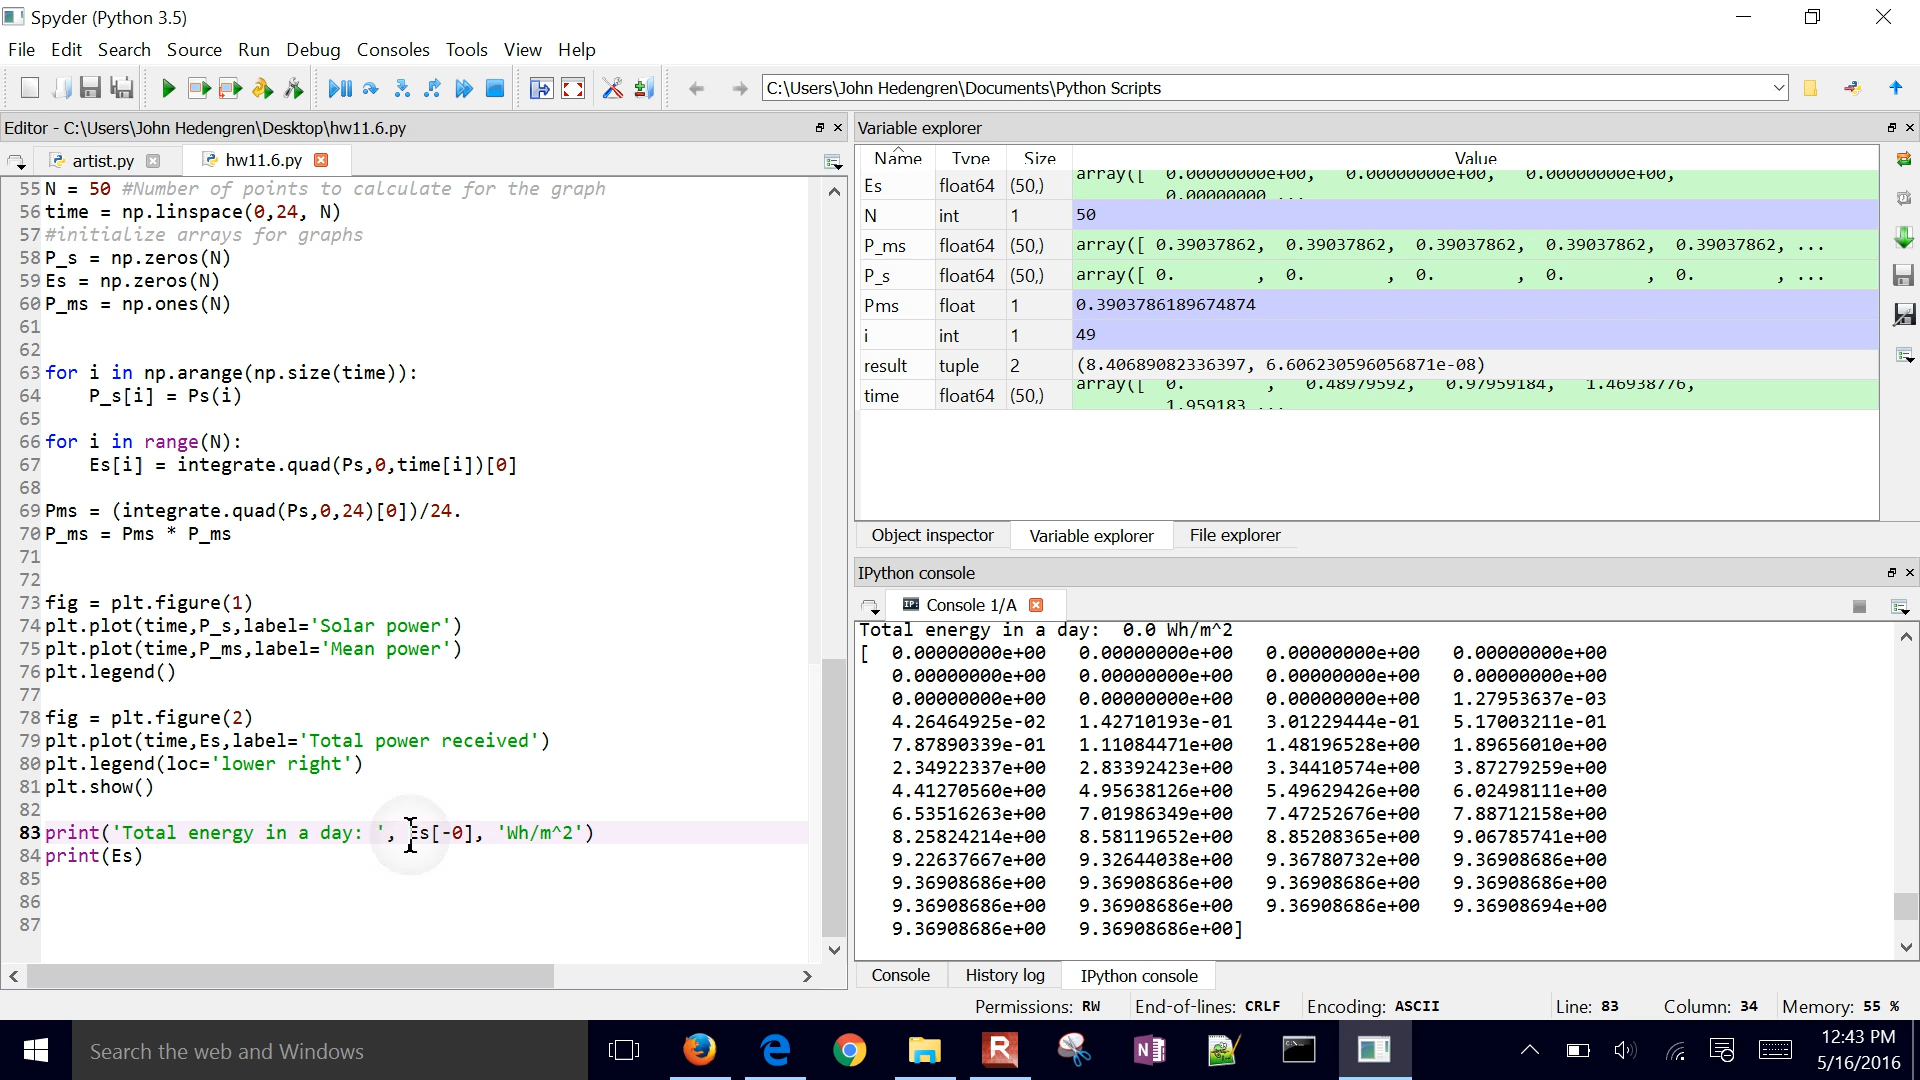 Spyder (Python 3.5)
File Edit Search Source Run Debug Consoles Tools View Help
C:\Users\John Hedengren\Documents\Python Scripts
Editor - C:\Users\John Hedengren\Desktop\hw11.6.py
artist.py hw11.6.py
55 N = 50 #Number of points to calculate for the graph
56 time = np.linspace(0,24, N)
57 #initialize arrays for graphs
58 P_s = np.zeros(N)
59 Es = np.zeros(N)
60 P_ms = np.ones(N)
61
62
63 for i in np.arange(np.size(time)):
64     P_s[i] = Ps(i)
65
66 for i in range(N):
67     Es[i] = integrate.quad(Ps,0,time[i])[0]
68
69 Pms = (integrate.quad(Ps,0,24)[0])/24.
70 P_ms = Pms * P_ms
71
72
73 fig = plt.figure(1)
74 plt.plot(time,P_s,label='Solar power')
75 plt.plot(time,P_ms,label='Mean power')
76 plt.legend()
77
78 fig = plt.figure(2)
79 plt.plot(time,Es,label='Total power received')
80 plt.legend(loc='lower right')
81 plt.show()
82
83 print('Total energy in a day: ', Es[-0], 'Wh/m^2')
84 print(Es)
85
86
87
Variable explorer
Name Type Size Value
Es float64 (50,) array([ 0.00000000e+00, 0.00000000e+00, 0.00000000e+00,
0.00000000 ...
N int 1 50
P_ms float64 (50,) array([ 0.39037862, 0.39037862, 0.39037862, 0.39037862, 0.39037862, ...
P_s float64 (50,) array([ 0. , 0. , 0. , 0. , 0. , ...
Pms float 1 0.3903786189674874
i int 1 49
result tuple 2 (8.40689082336397, 6.606230596056871e-08)
time float64 (50,) array([ 0. , 0.48979592, 0.97959184, 1.46938776,
1.959183 ...
Object inspector Variable explorer File explorer
IPython console
Console 1/A
Total energy in a day:  0.0 Wh/m^2
[ 0.00000000e+00 0.00000000e+00 0.00000000e+00 0.00000000e+00
0.00000000e+00 0.00000000e+00 0.00000000e+00 0.00000000e+00
0.00000000e+00 0.00000000e+00 0.00000000e+00 1.27953637e-03
4.26464925e-02 1.42710193e-01 3.01229444e-01 5.17003211e-01
7.87890339e-01 1.11084471e+00 1.48196528e+00 1.89656010e+00
2.34922337e+00 2.83392423e+00 3.34410574e+00 3.87279259e+00
4.41270560e+00 4.95638126e+00 5.49629426e+00 6.02498111e+00
6.53516263e+00 7.01986349e+00 7.47252676e+00 7.88712158e+00
8.25824214e+00 8.58119652e+00 8.85208365e+00 9.06785741e+00
9.22637667e+00 9.32644038e+00 9.36780732e+00 9.36908686e+00
9.36908686e+00 9.36908686e+00 9.36908686e+00 9.36908686e+00
9.36908686e+00 9.36908686e+00 9.36908686e+00 9.36908694e+00
9.36908686e+00 9.36908686e+00]
Console History log IPython console
Permissions: RW End-of-lines: CRLF Encoding: ASCII Line: 83 Column: 34 Memory: 55 %
Search the web and Windows
12:43 PM
5/16/2016